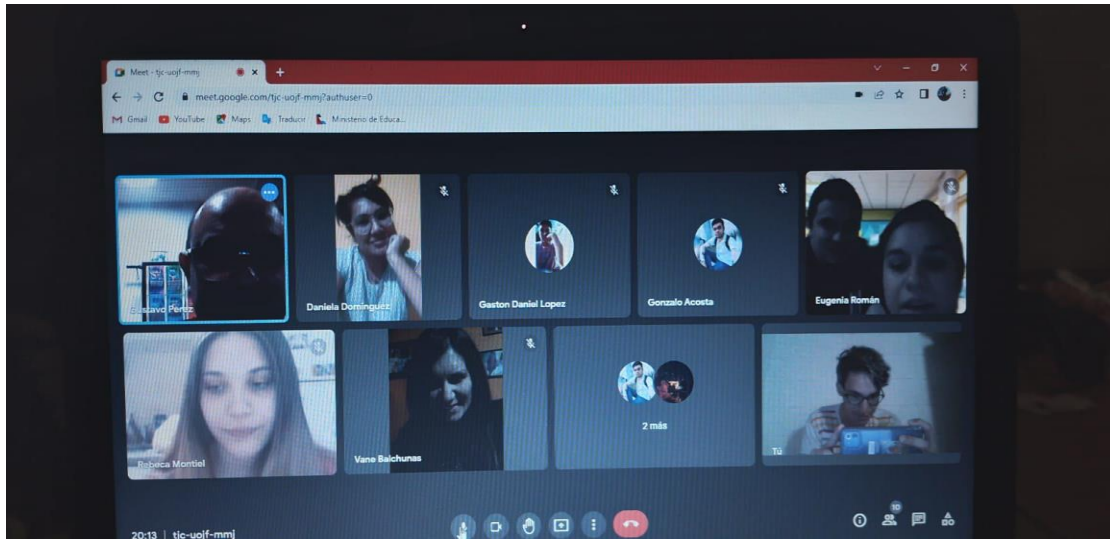 Meet - tjc-uojf-mmj
meet.google.com/tjc-uojf-mmj?authuser=0
Gmail YouTube Maps Traducir Ministerio de Educa...
Gustavo Perez
Daniela Dominguez
Gaston Daniel Lopez
Gonzalo Acosta
Eugenia Román
Rebeca Montiel
Vane Balchunas
2 más
Tú
20:13 | tjc-uojf-mmj
10